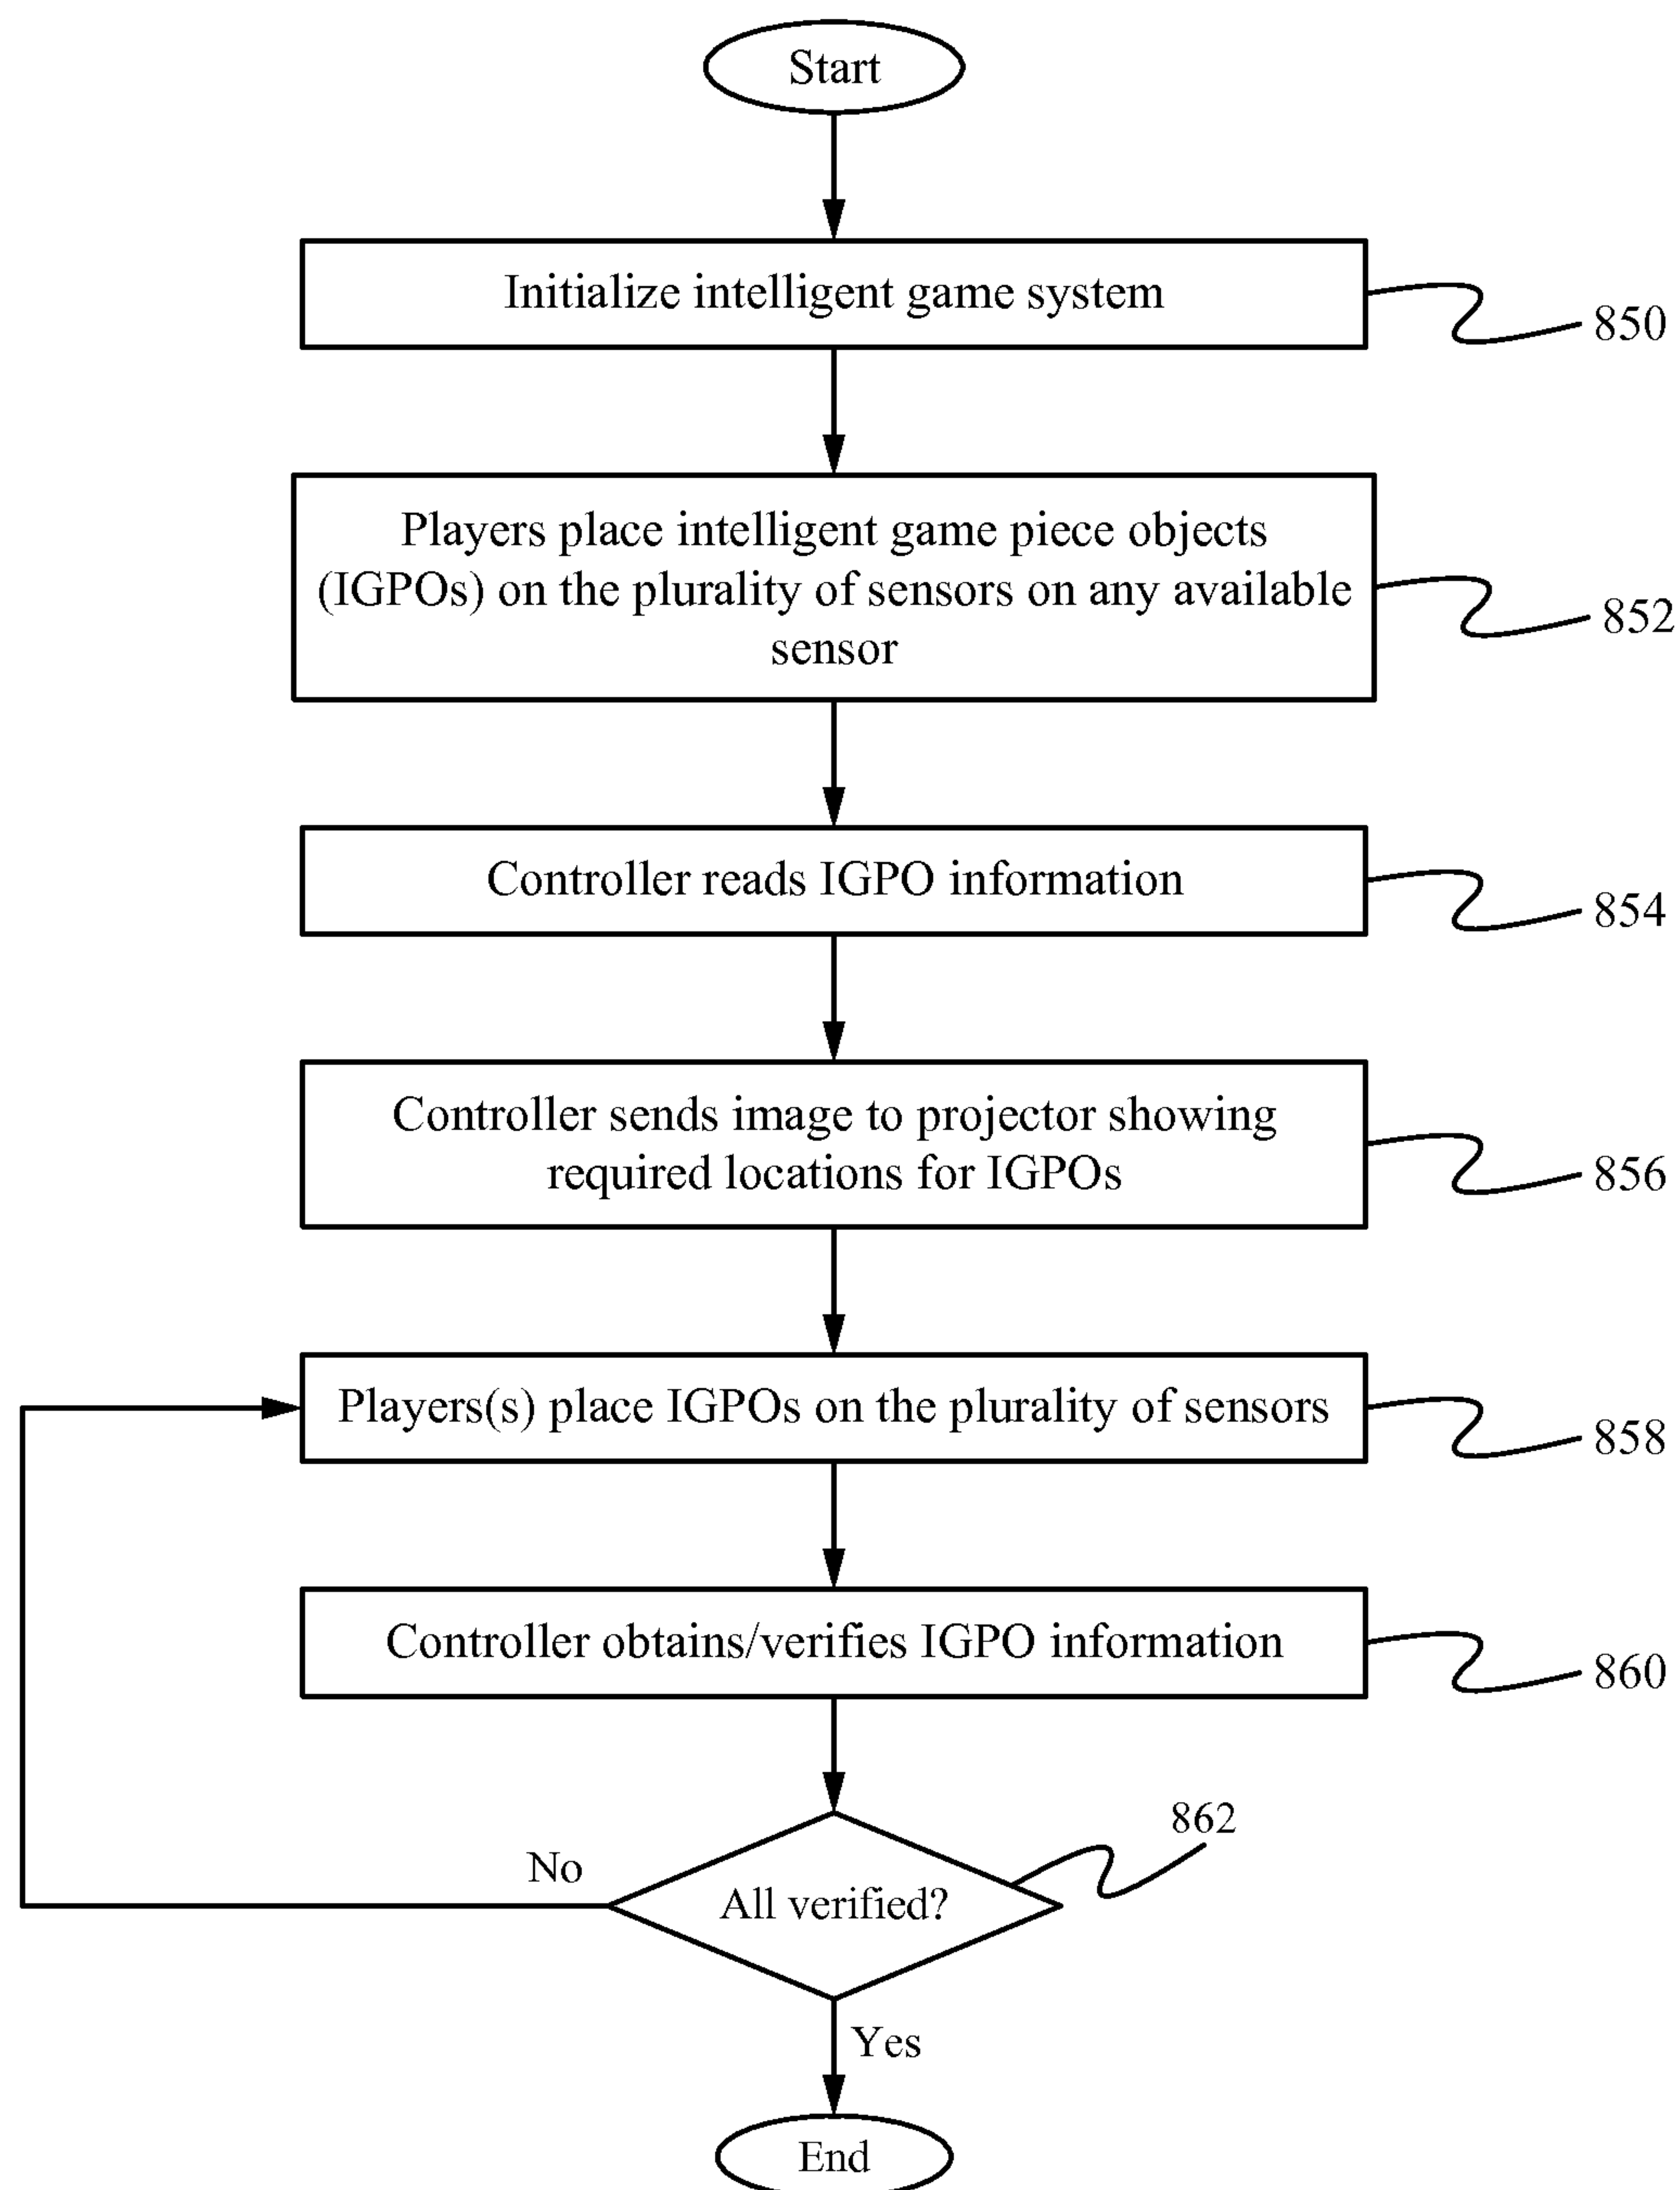 Start
Initialize intelligent game system
850
Players place intelligent game piece objects
(IGPOs) on the plurality of sensors on any available
sensor
852
Controller reads IGPO information
854
Controller sends image to projector showing
required locations for IGPOs
856
Players(s) place IGPOs on the plurality of sensors
858
Controller obtains/verifies IGPO information
860
862
No
All verified?
Yes
End